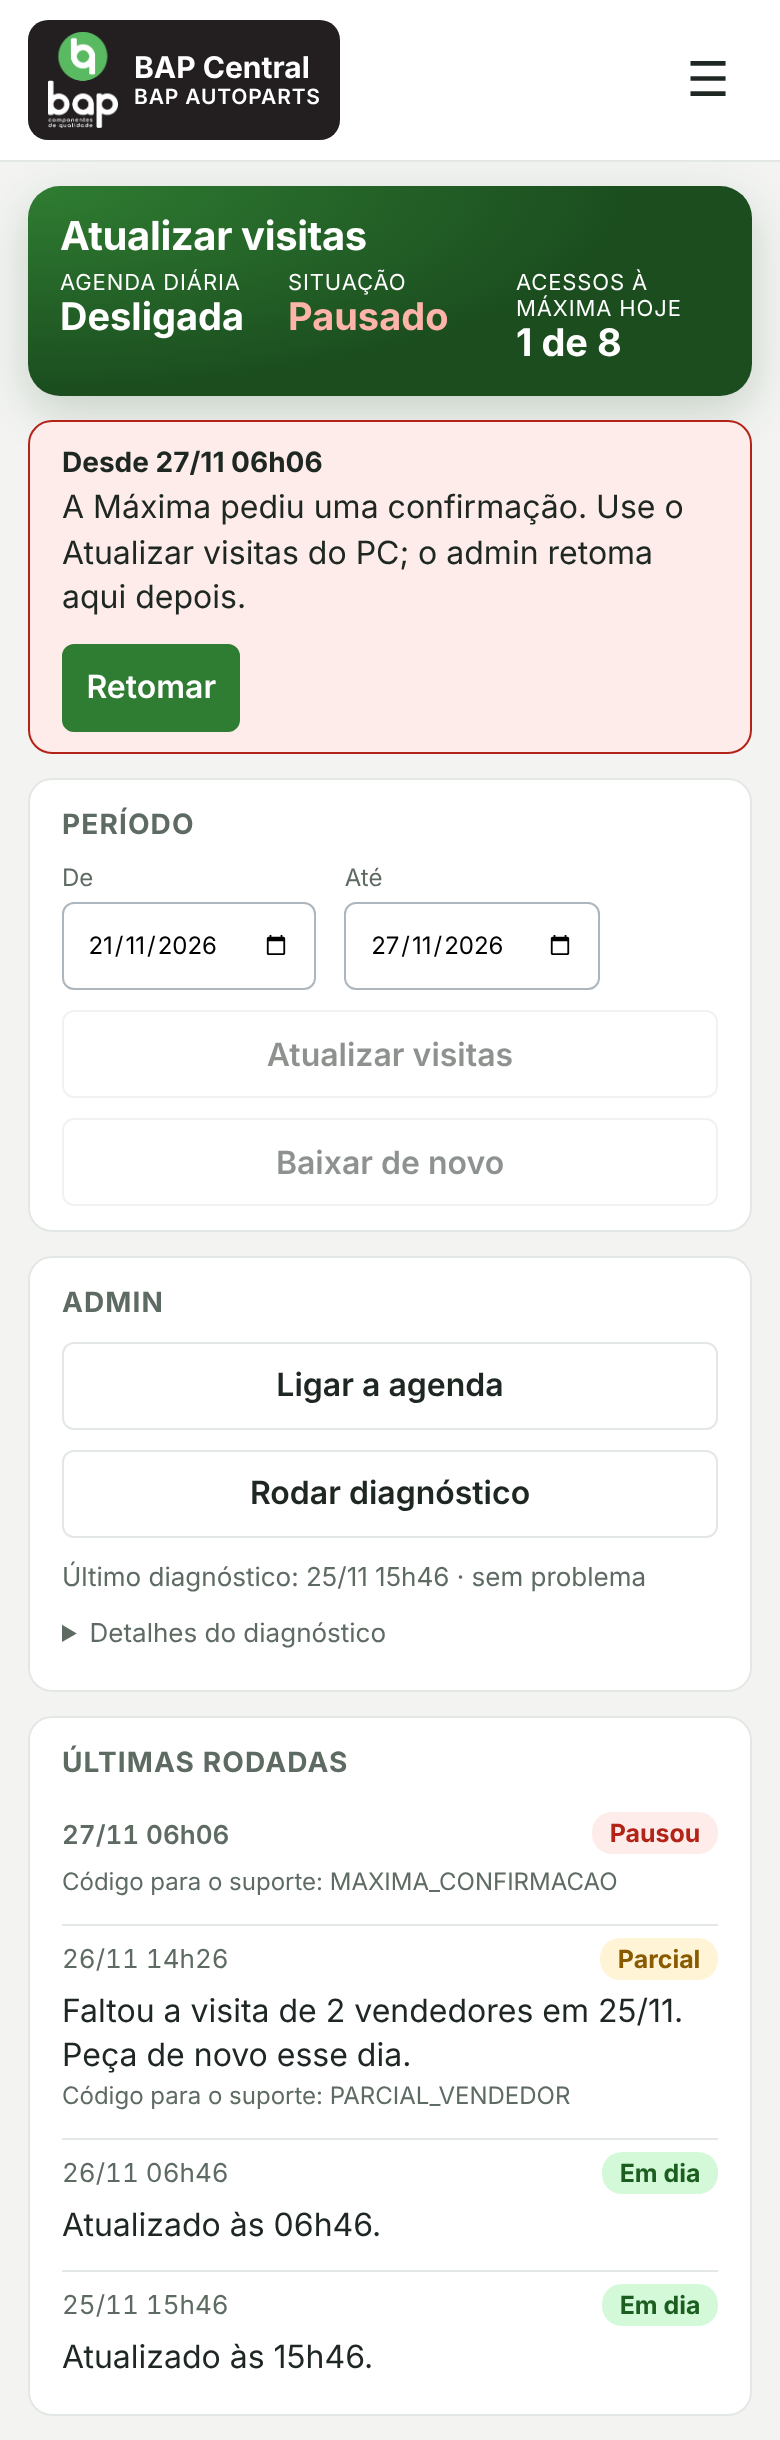 bap
componentes
de qualidade
BAP Central
BAP AUTOPARTS
Atualizar visitas
AGENDA DIÁRIA
Desligada
SITUAÇÃO
Pausado
ACESSOS À
MÁXIMA HOJE
1 de 8
Desde 27/11 06h06
A Máxima pediu uma confirmação. Use o
Atualizar visitas do PC; o admin retoma
aqui depois.
Retomar
PERÍODO
De
Até
21/11/2026
27/11/2026
Atualizar visitas
Baixar de novo
ADMIN
Ligar a agenda
Rodar diagnóstico
Último diagnóstico: 25/11 15h46 · sem problema
Detalhes do diagnóstico
ÚLTIMAS RODADAS
27/11 06h06
Pausou
Código para o suporte: MAXIMA_CONFIRMACAO
26/11 14h26
Parcial
Faltou a visita de 2 vendedores em 25/11.
Peça de novo esse dia.
Código para o suporte: PARCIAL_VENDEDOR
26/11 06h46
Em dia
Atualizado às 06h46.
25/11 15h46
Em dia
Atualizado às 15h46.